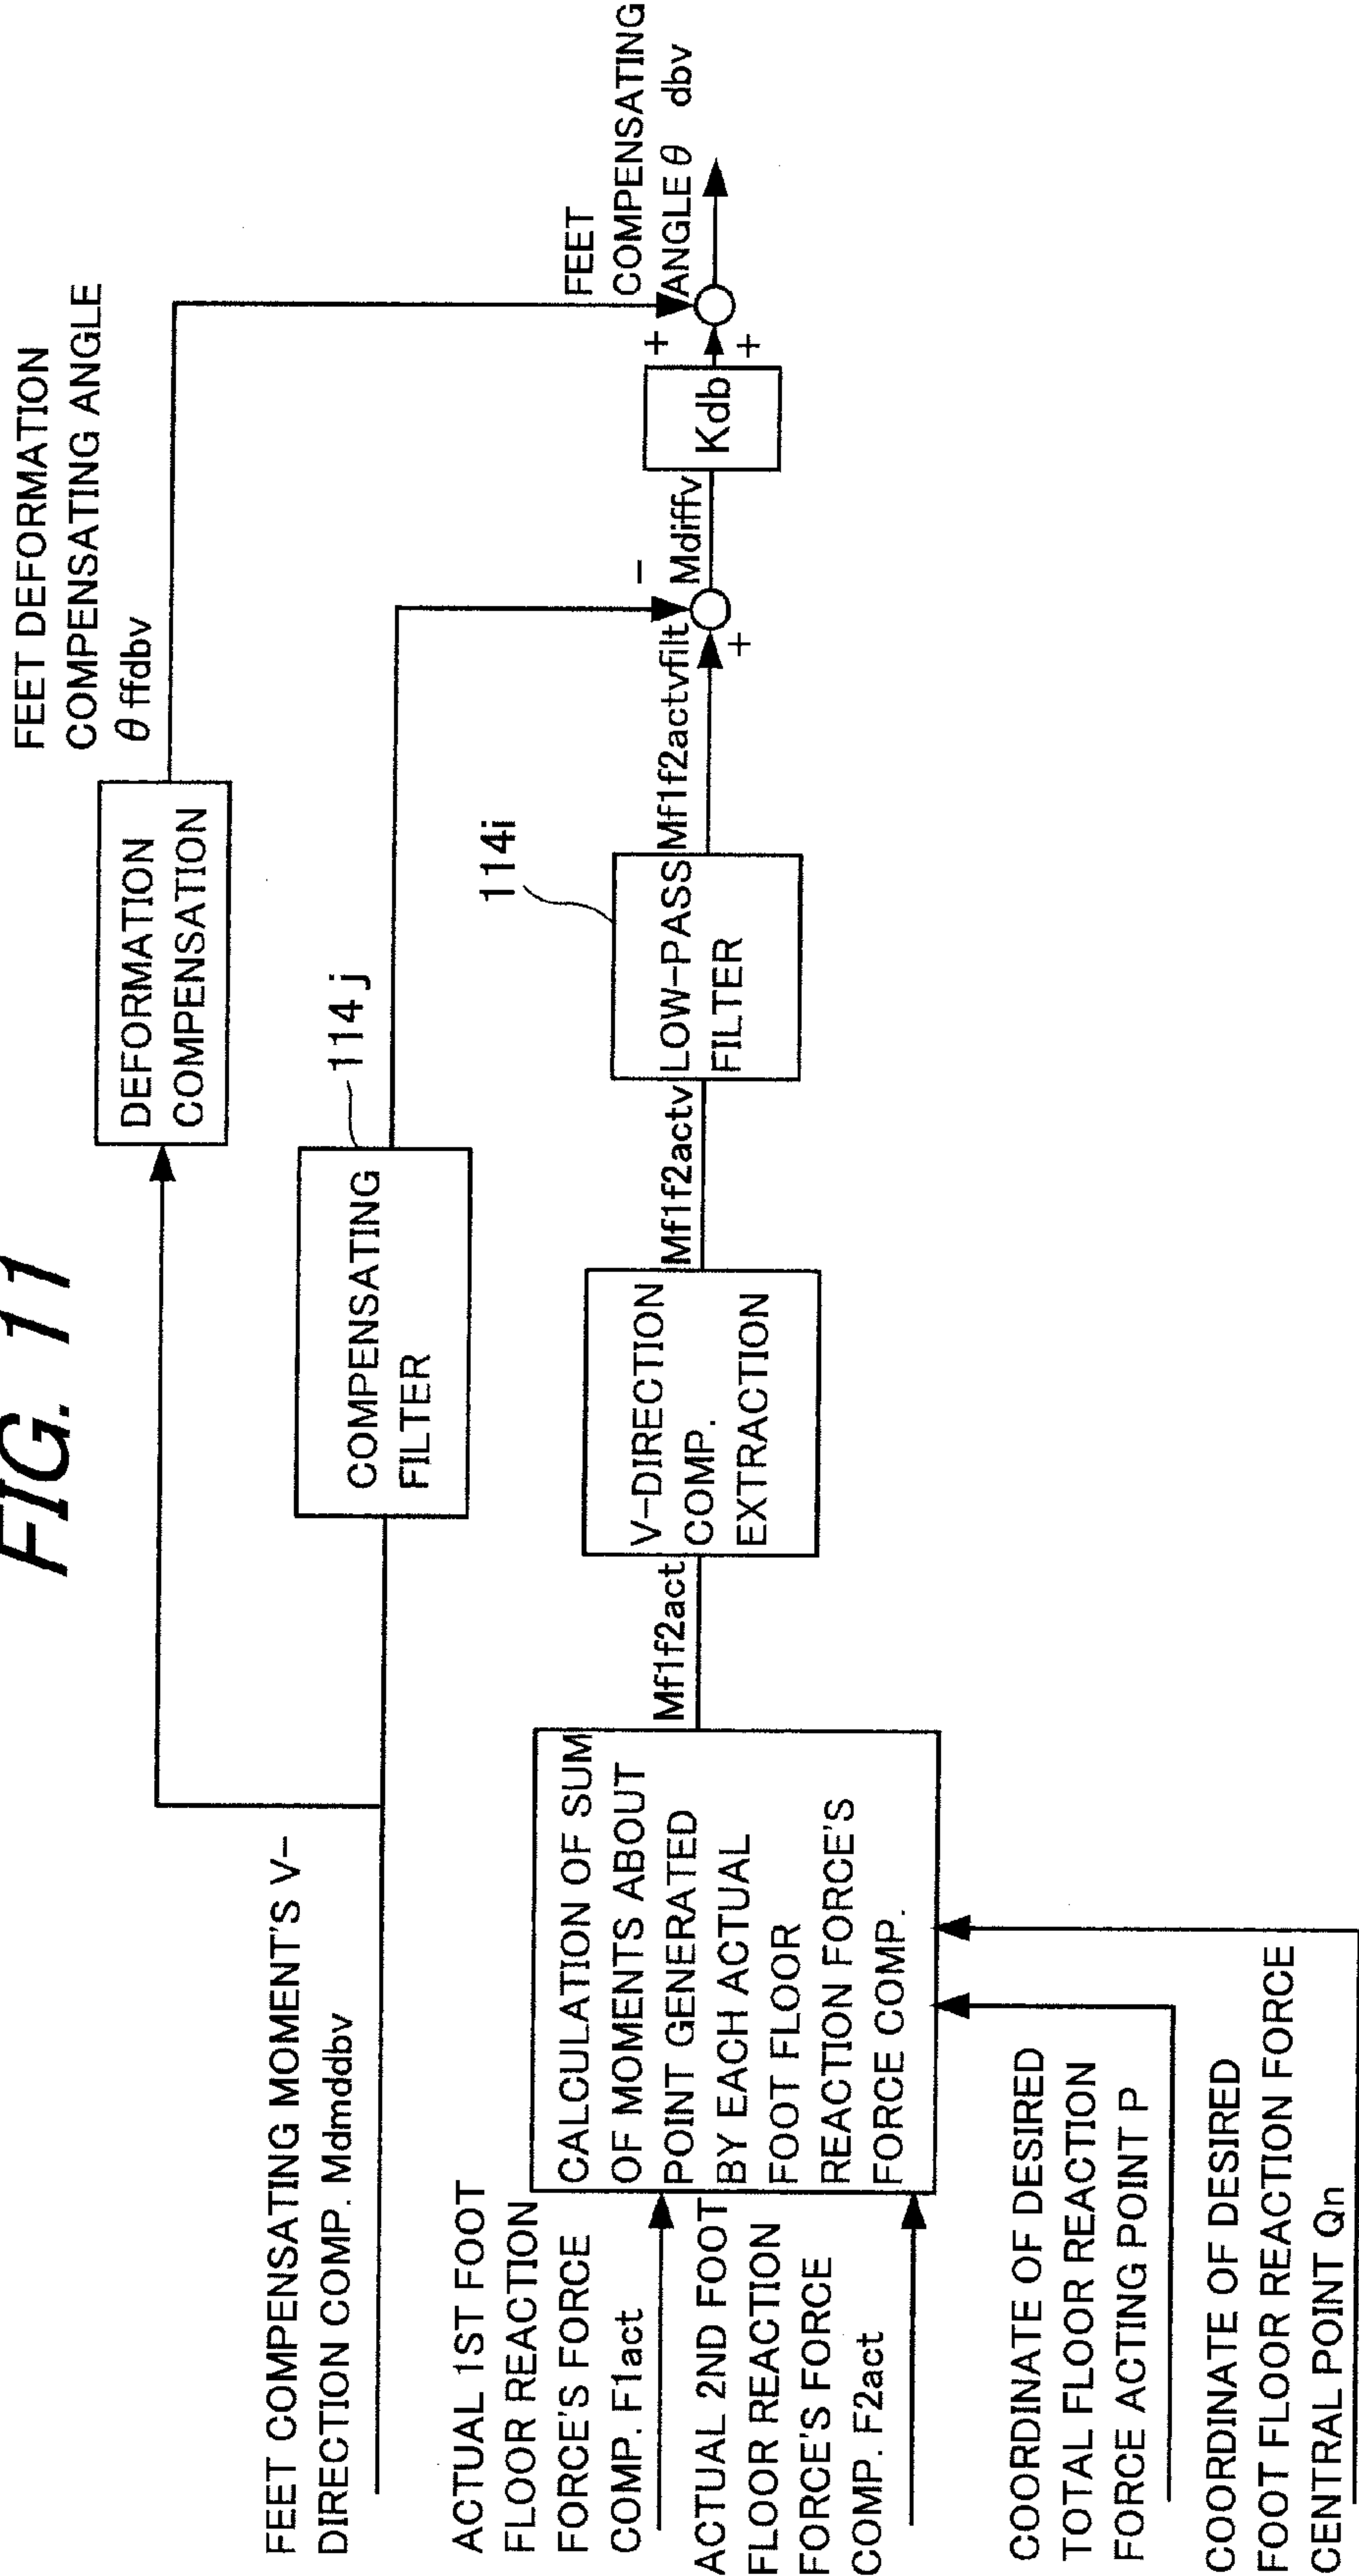 FIG. 11
FEET DEFORMATION
COMPENSATING ANGLE
θ ffdbv
DEFORMATION
COMPENSATION
FEET COMPENSATING MOMENT'S V-
DIRECTION COMP. Mdmddbv
COMPENSATING
FILTER
114 j
ACTUAL 1ST FOOT
FLOOR REACTION
FORCE'S FORCE
COMP. F1act
ACTUAL 2ND FOOT
FLOOR REACTION
FORCE'S FORCE
COMP. F2act
CALCULATION OF SUM
OF MOMENTS ABOUT
POINT GENERATED
BY EACH ACTUAL
FOOT FLOOR
REACTION FORCE'S
FORCE COMP.
Mf1f2act
V-DIRECTION
COMP.
EXTRACTION
Mf1f2actv
LOW-PASS
FILTER
114i
Mf1f2actvfilt
-
+
Mdiffv
Kdb
+
+
FEET
COMPENSATING
ANGLE θ dbv
COORDINATE OF DESIRED
TOTAL FLOOR REACTION
FORCE ACTING POINT P
COORDINATE OF DESIRED
FOOT FLOOR REACTION FORCE
CENTRAL POINT Qn